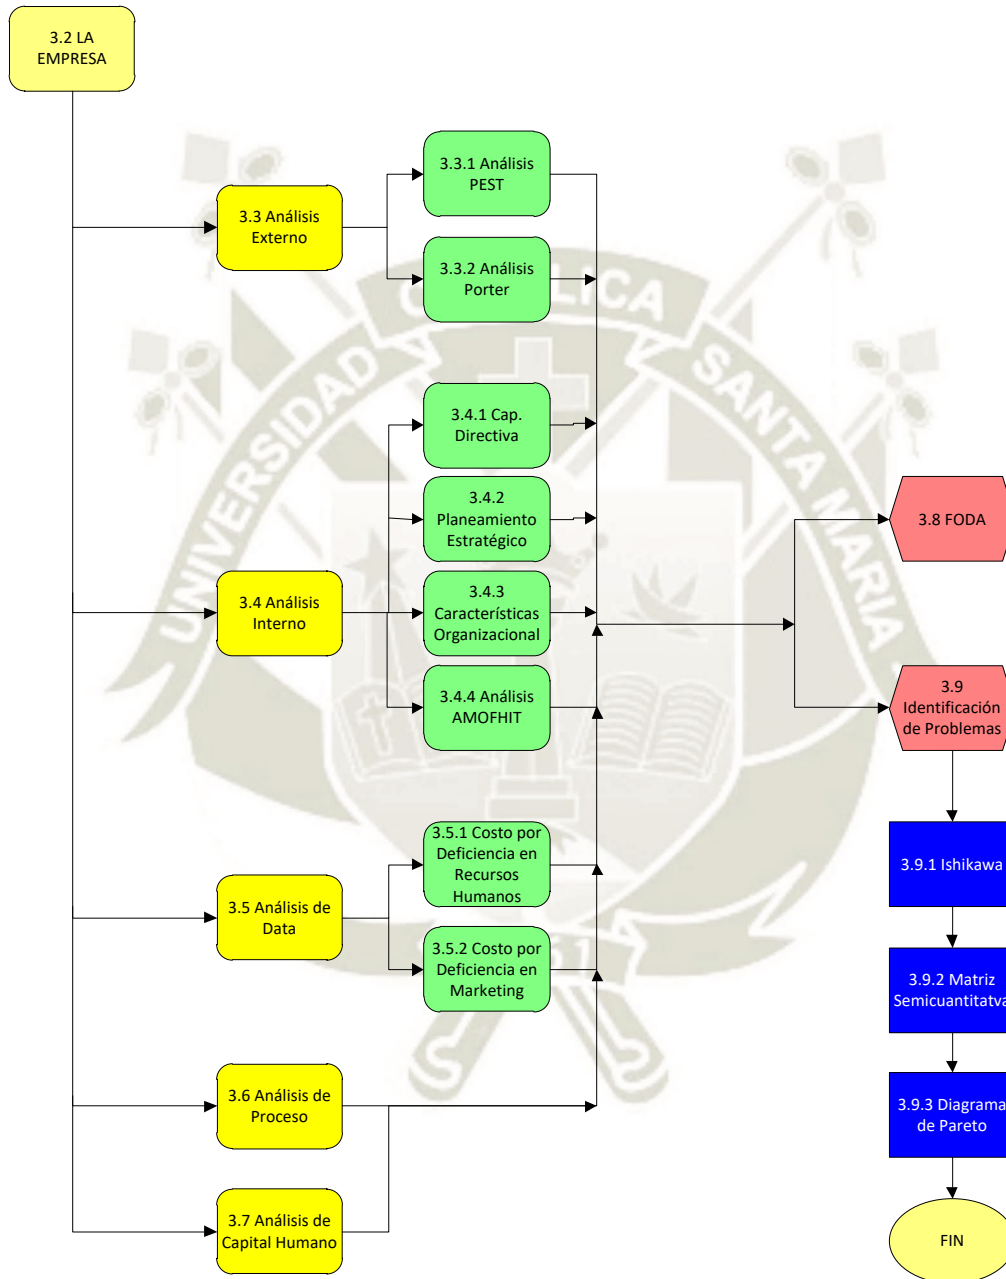 3.2 LA
EMPRESA
3.3 Análisis
Externo
3.3.1 Análisis
PEST
3.3.2 Análisis
Porter
3.4 Análisis
Interno
3.4.1 Cap.
Directiva
3.4.2
Planeamiento
Estratégico
3.4.3
Características
Organizacional
3.4.4 Análisis
AMOFHIT
3.5 Análisis de
Data
3.5.1 Costo por
Deficiencia en
Recursos
Humanos
3.5.2 Costo por
Deficiencia en
Marketing
3.6 Análisis de
Proceso
3.7 Análisis de
Capital Humano
3.8 FODA
3.9
Identificación
de Problemas
3.9.1 Ishikawa
3.9.2 Matriz
Semicuantitatva
3.9.3 Diagrama
de Pareto
FIN
UNIVERSIDAD
SANTA MARIA